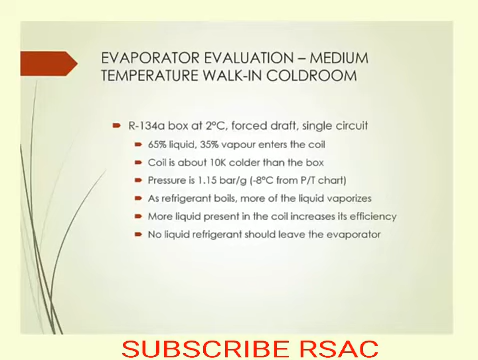 EVAPORATOR EVALUATION – MEDIUM
TEMPERATURE WALK-IN COLDROOM
R-134a box at 2°C, forced draft, single circuit
65% liquid, 35% vapour enters the coil
Coil is about 10K colder than the box
Pressure is 1.15 bar/g (-8°C from P/T chart)
As refrigerant boils, more of the liquid vaporizes
More liquid present in the coil increases its efficiency
No liquid refrigerant should leave the evaporator
SUBSCRIBE RSAC